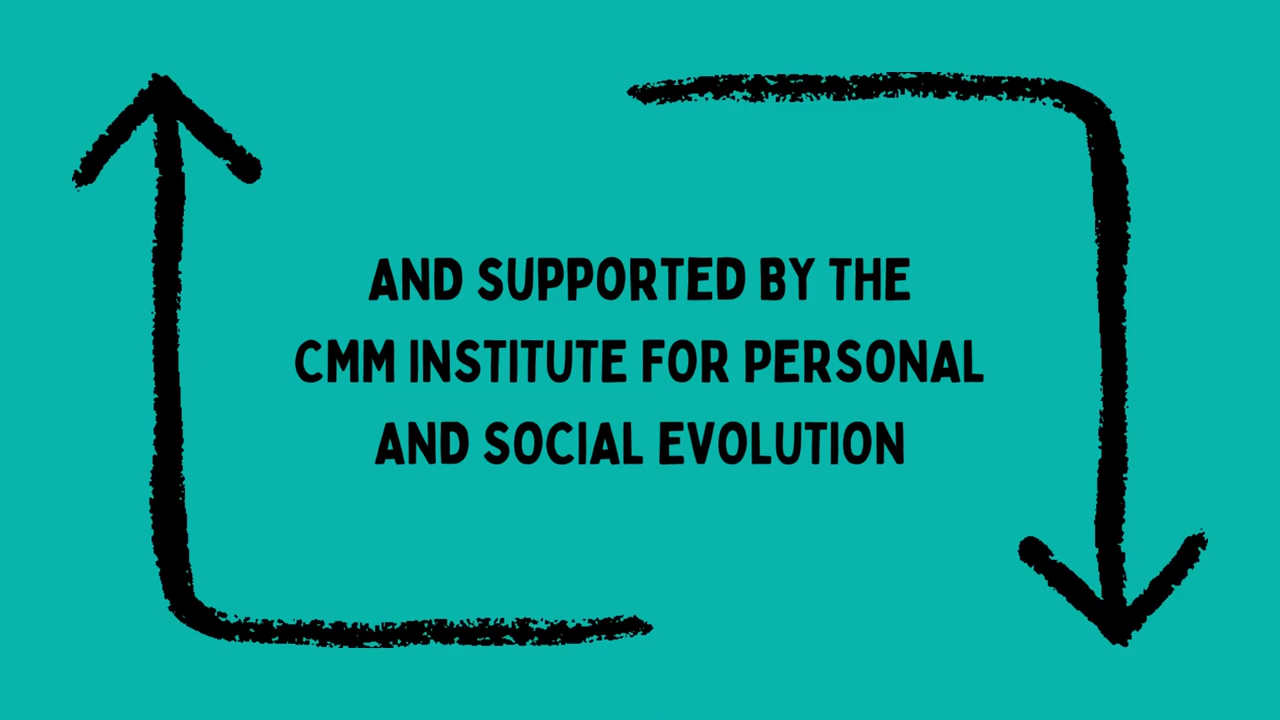 AND SUPPORTED BY THE
CMM INSTITUTE FOR PERSONAL
AND SOCIAL EVOLUTION